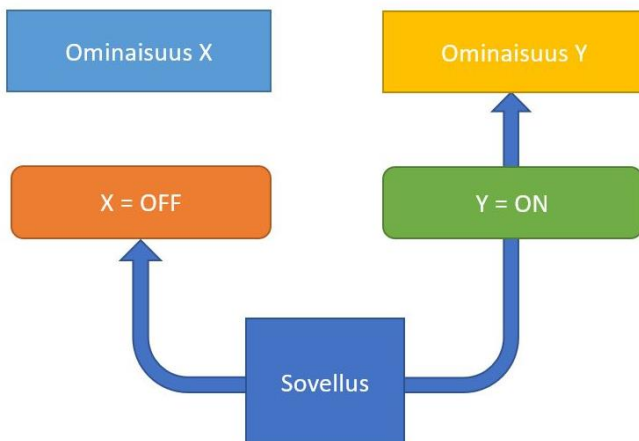 Ominaisuus X
Ominaisuus Y
X = OFF
Y = ON
Sovellus